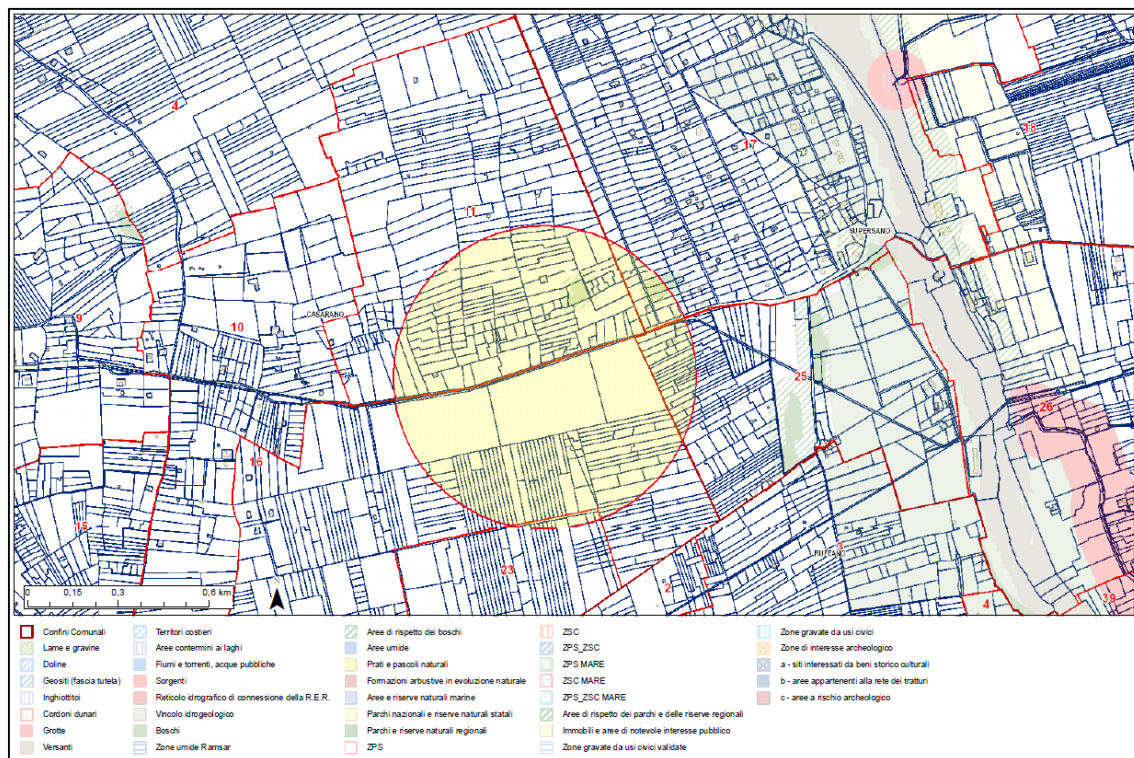 4
17
18
11
SUPERSANO
9
10
CASARANO
25
26
16
15
RUFFANO
3
23
2
4
39
N
0 0,15 0,3 0,6 km
Confini Comunali
Lame e gravine
Doline
Geositi (fascia tutela)
Inghiottitoi
Cordoni dunari
Grotte
Versanti
Territori costieri
Aree contermini ai laghi
Fiumi e torrenti, acque pubbliche
Sorgenti
Reticolo idrografico di connessione della R.E.R.
Vincolo idrogeologico
Boschi
Zone umide Ramsar
Aree di rispetto dei boschi
Aree umide
Prati e pascoli naturali
Formazioni arbustive in evoluzione naturale
Aree e riserve naturali marine
Parchi nazionali e riserve naturali statali
Parchi e riserve naturali regionali
ZPS
ZSC
ZPS_ZSC
ZPS MARE
ZSC MARE
ZPS_ZSC MARE
Aree di rispetto dei parchi e delle riserve regionali
Immobili e aree di notevole interesse pubblico
Zone gravate da usi civici validate
Zone gravate da usi civici
Zone di interesse archeologico
a - siti interessati da beni storico culturali
b - aree appartenenti alla rete dei tratturi
c - aree a rischio archeologico